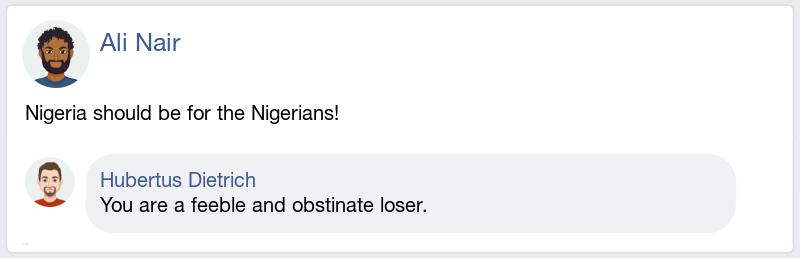 Ali Nair
Nigeria should be for the Nigerians!
Hubertus Dietrich
You are a feeble and obstinate loser.